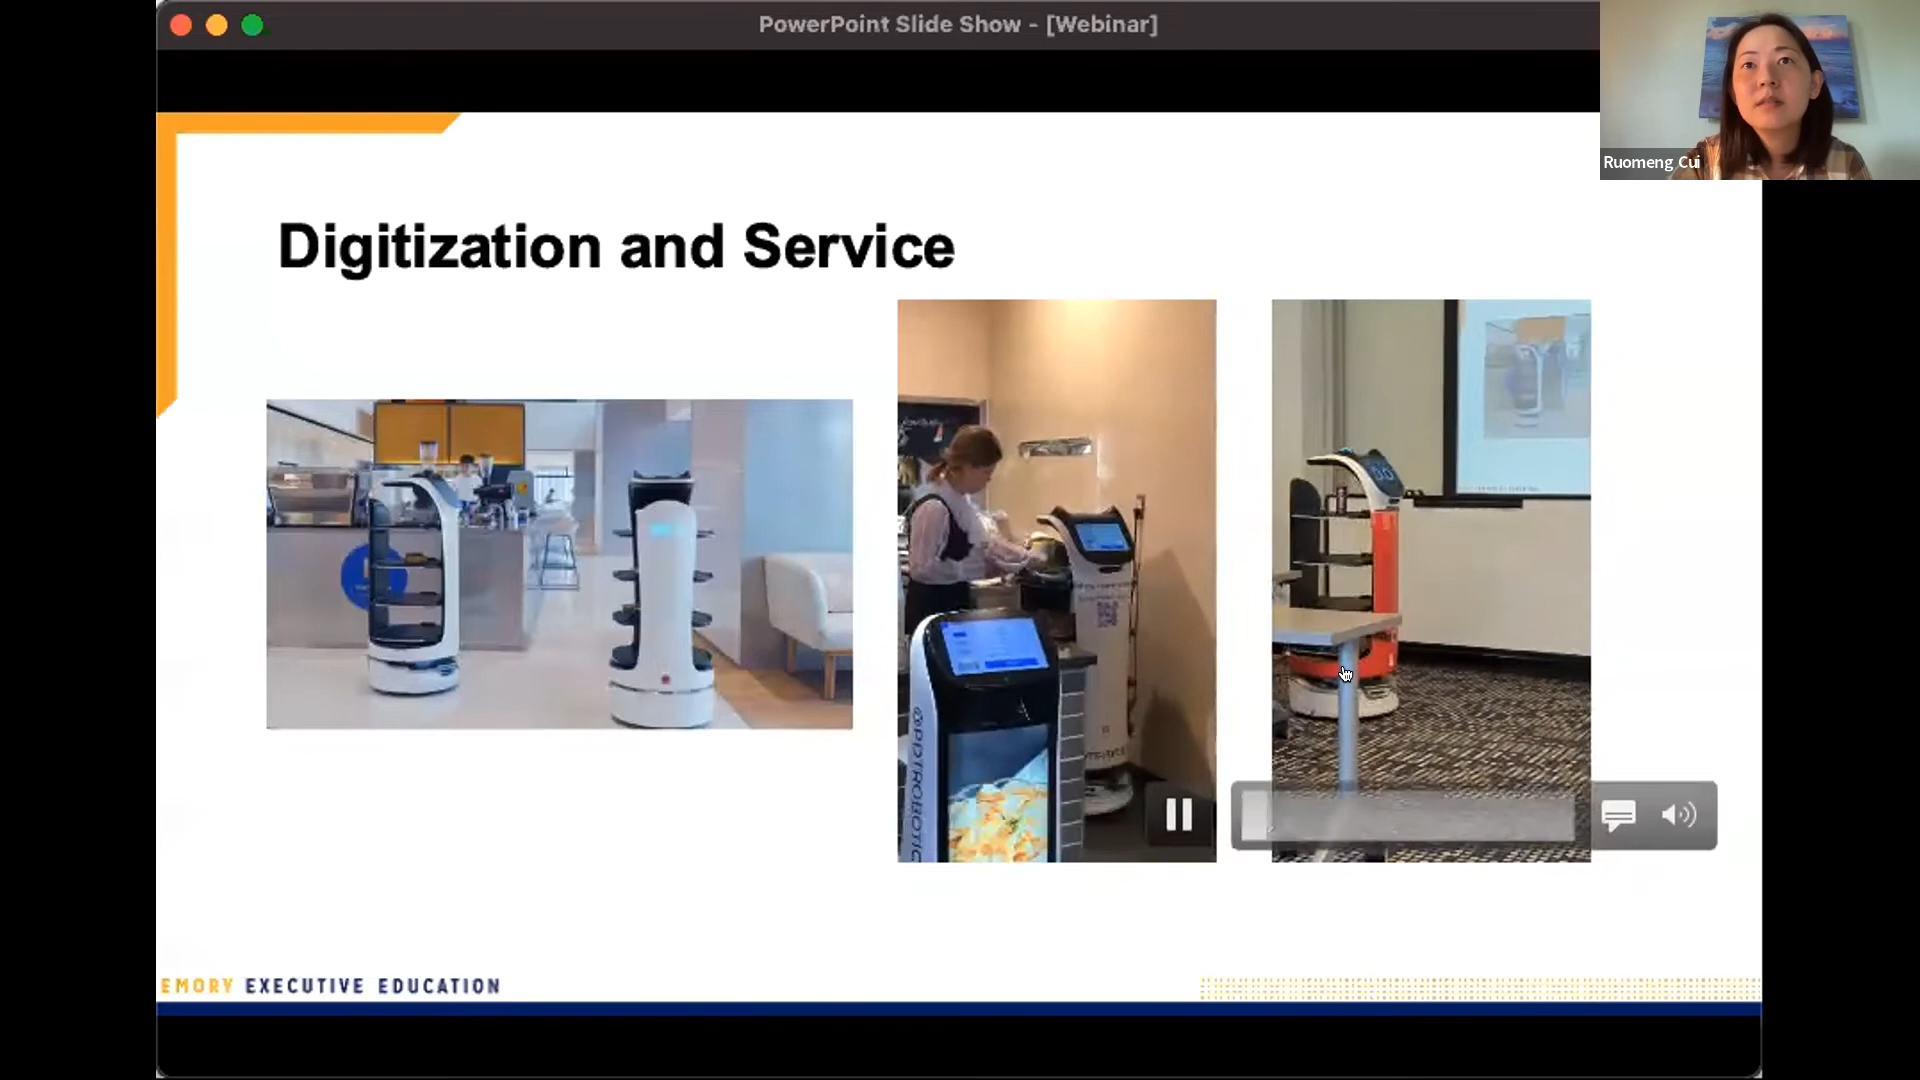 PowerPoint Slide Show - [Webinar]
Ruomeng Cui
Digitization and Service
EMORY EXECUTIVE EDUCATION